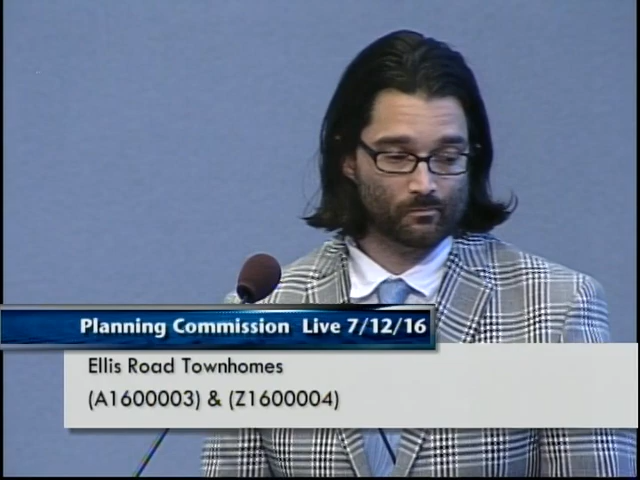 Planning Commission Live 7/12/16
Ellis Road Townhomes
(A1600003) & (Z1600004)